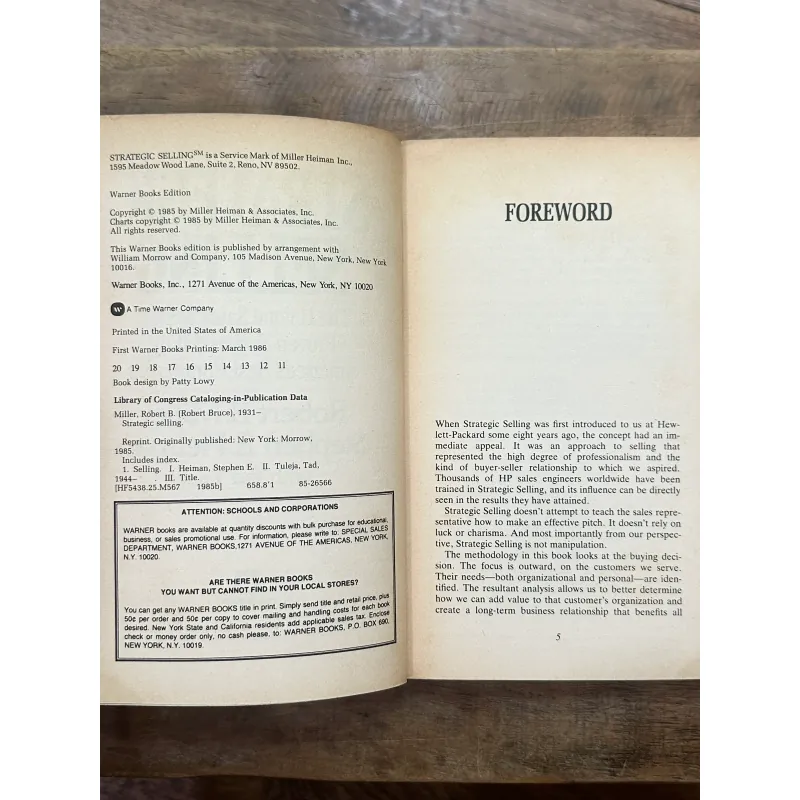 STRATEGIC SELLING℠ is a Service Mark of Miller Heiman Inc.,
1595 Meadow Wood Lane, Suite 2, Reno, NV 89502.
Warner Books Edition
Copyright © 1985 by Miller Heiman & Associates, Inc.
Charts copyright © 1985 by Miller Heiman & Associates, Inc.
All rights reserved.
This Warner Books edition is published by arrangement with
William Morrow and Company, 105 Madison Avenue, New York, New York
10016.
Warner Books, Inc., 1271 Avenue of the Americas, New York, NY 10020
W A Time Warner Company
Printed in the United States of America
First Warner Books Printing: March 1986
20 19 18 17 16 15 14 13 12 11
Book design by Patty Lowy
Library of Congress Cataloging-in-Publication Data
Miller, Robert B. (Robert Bruce), 1931–
Strategic selling.
Reprint. Originally published: New York: Morrow,
1985.
Includes index.
1. Selling. I. Heiman, Stephen E. II. Tuleja, Tad,
1944– . III. Title.
[HF5438.25.M567 1985b] 658.8'1 85-26566
ATTENTION: SCHOOLS AND CORPORATIONS
WARNER books are available at quantity discounts with bulk purchase for educational,
business, or sales promotional use. For information, please write to: SPECIAL SALES
DEPARTMENT, WARNER BOOKS, 1271 AVENUE OF THE AMERICAS, NEW YORK,
N.Y. 10020.
ARE THERE WARNER BOOKS
YOU WANT BUT CANNOT FIND IN YOUR LOCAL STORES?
You can get any WARNER BOOKS title in print. Simply send title and retail price, plus
50¢ per order and 50¢ per copy to cover mailing and handling costs for each book
desired. New York State and California residents add applicable sales tax. Enclose
check or money order only, no cash please, to: WARNER BOOKS, P.O. BOX 690,
NEW YORK, N.Y. 10019.
FOREWORD
When Strategic Selling was first introduced to us at Hew-
lett-Packard some eight years ago, the concept had an im-
mediate appeal. It was an approach to selling that
represented the high degree of professionalism and the
kind of buyer-seller relationship to which we aspired.
Thousands of HP sales engineers worldwide have been
trained in Strategic Selling, and its influence can be directly
seen in the results they have attained.
Strategic Selling doesn't attempt to teach the sales repre-
sentative how to make an effective pitch. It doesn't rely on
luck or charisma. And most importantly from our perspec-
tive, Strategic Selling is not manipulation.
The methodology in this book looks at the buying deci-
sion. The focus is outward, on the customers we serve.
Their needs—both organizational and personal—are iden-
tified. The resultant analysis allows us to better determine
how we can add value to that customer's organization and
create a long-term business relationship that benefits all
5